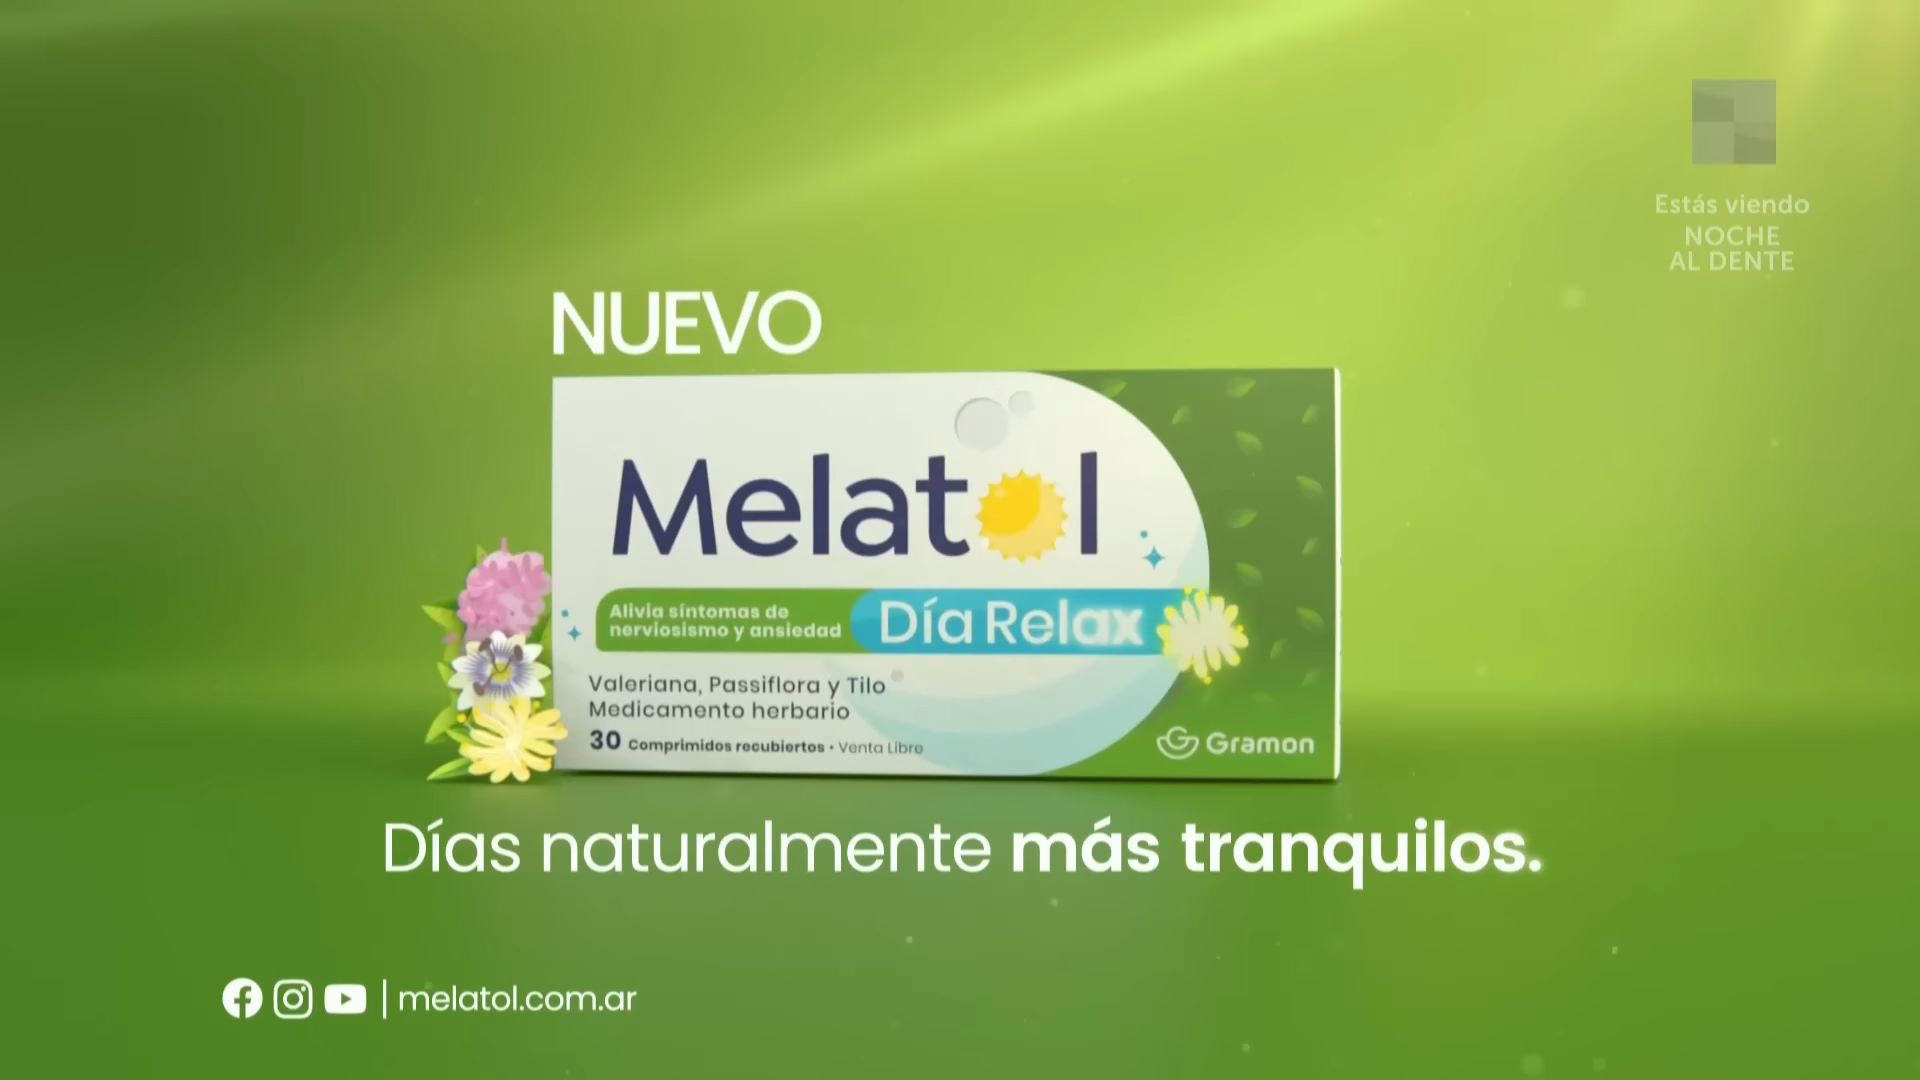 Estás viendo
NOCHE
AL DENTE
NUEVO
Melatol
Alivia síntomas de
nerviosismo y ansiedad
Día Relax
Valeriana, Passiflora y Tilo
Medicamento herbario
30 Comprimidos recubiertos • Venta Libre
Gramon
Días naturalmente más tranquilos.
melatol.com.ar